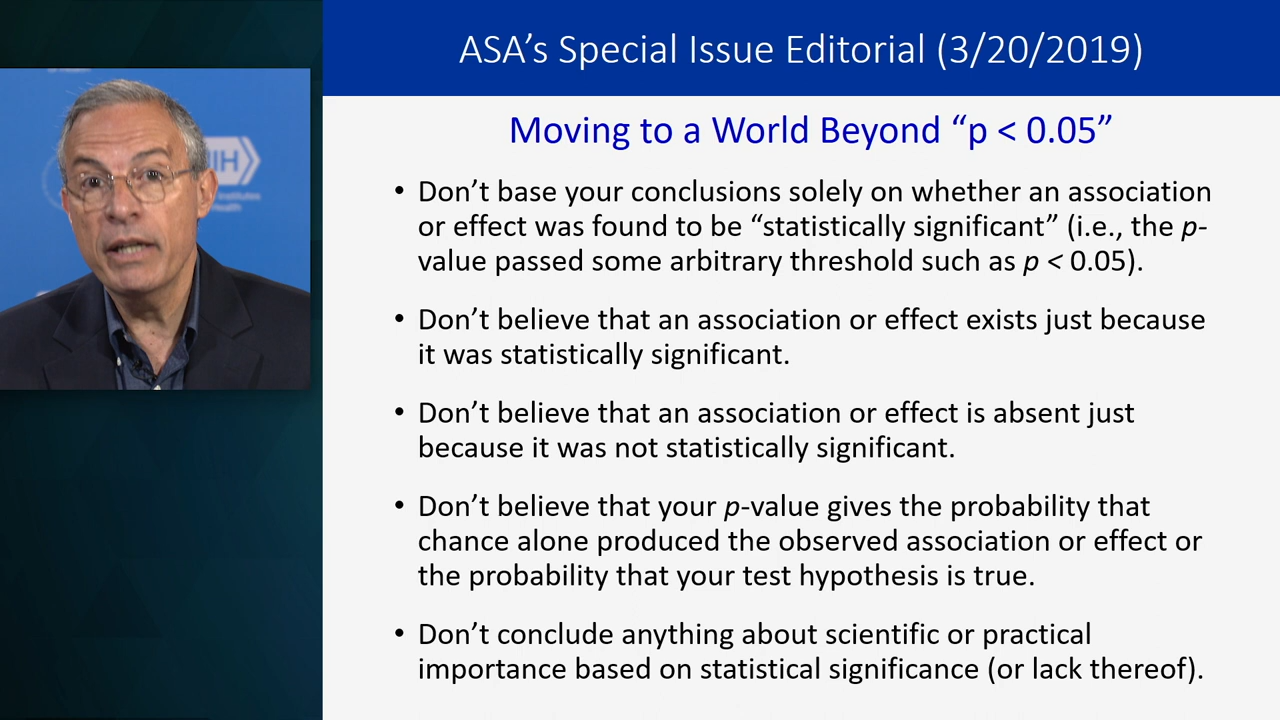 ASA’s Special Issue Editorial (3/20/2019)
Moving to a World Beyond “p < 0.05”
• Don’t base your conclusions solely on whether an association
or effect was found to be “statistically significant” (i.e., the p-
value passed some arbitrary threshold such as p < 0.05).
• Don’t believe that an association or effect exists just because
it was statistically significant.
• Don’t believe that an association or effect is absent just
because it was not statistically significant.
• Don’t believe that your p-value gives the probability that
chance alone produced the observed association or effect or
the probability that your test hypothesis is true.
• Don’t conclude anything about scientific or practical
importance based on statistical significance (or lack thereof).